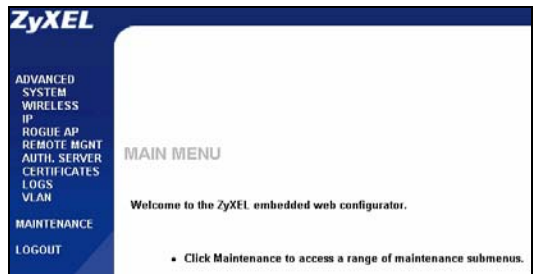 ZyXEL
ADVANCED
SYSTEM
WIRELESS
IP
ROGUE AP
REMOTE MGNT
AUTH. SERVER
CERTIFICATES
LOGS
VLAN
MAINTENANCE
LOGOUT
MAIN MENU
Welcome to the ZyXEL embedded web configurator.
• Click Maintenance to access a range of maintenance submenus.